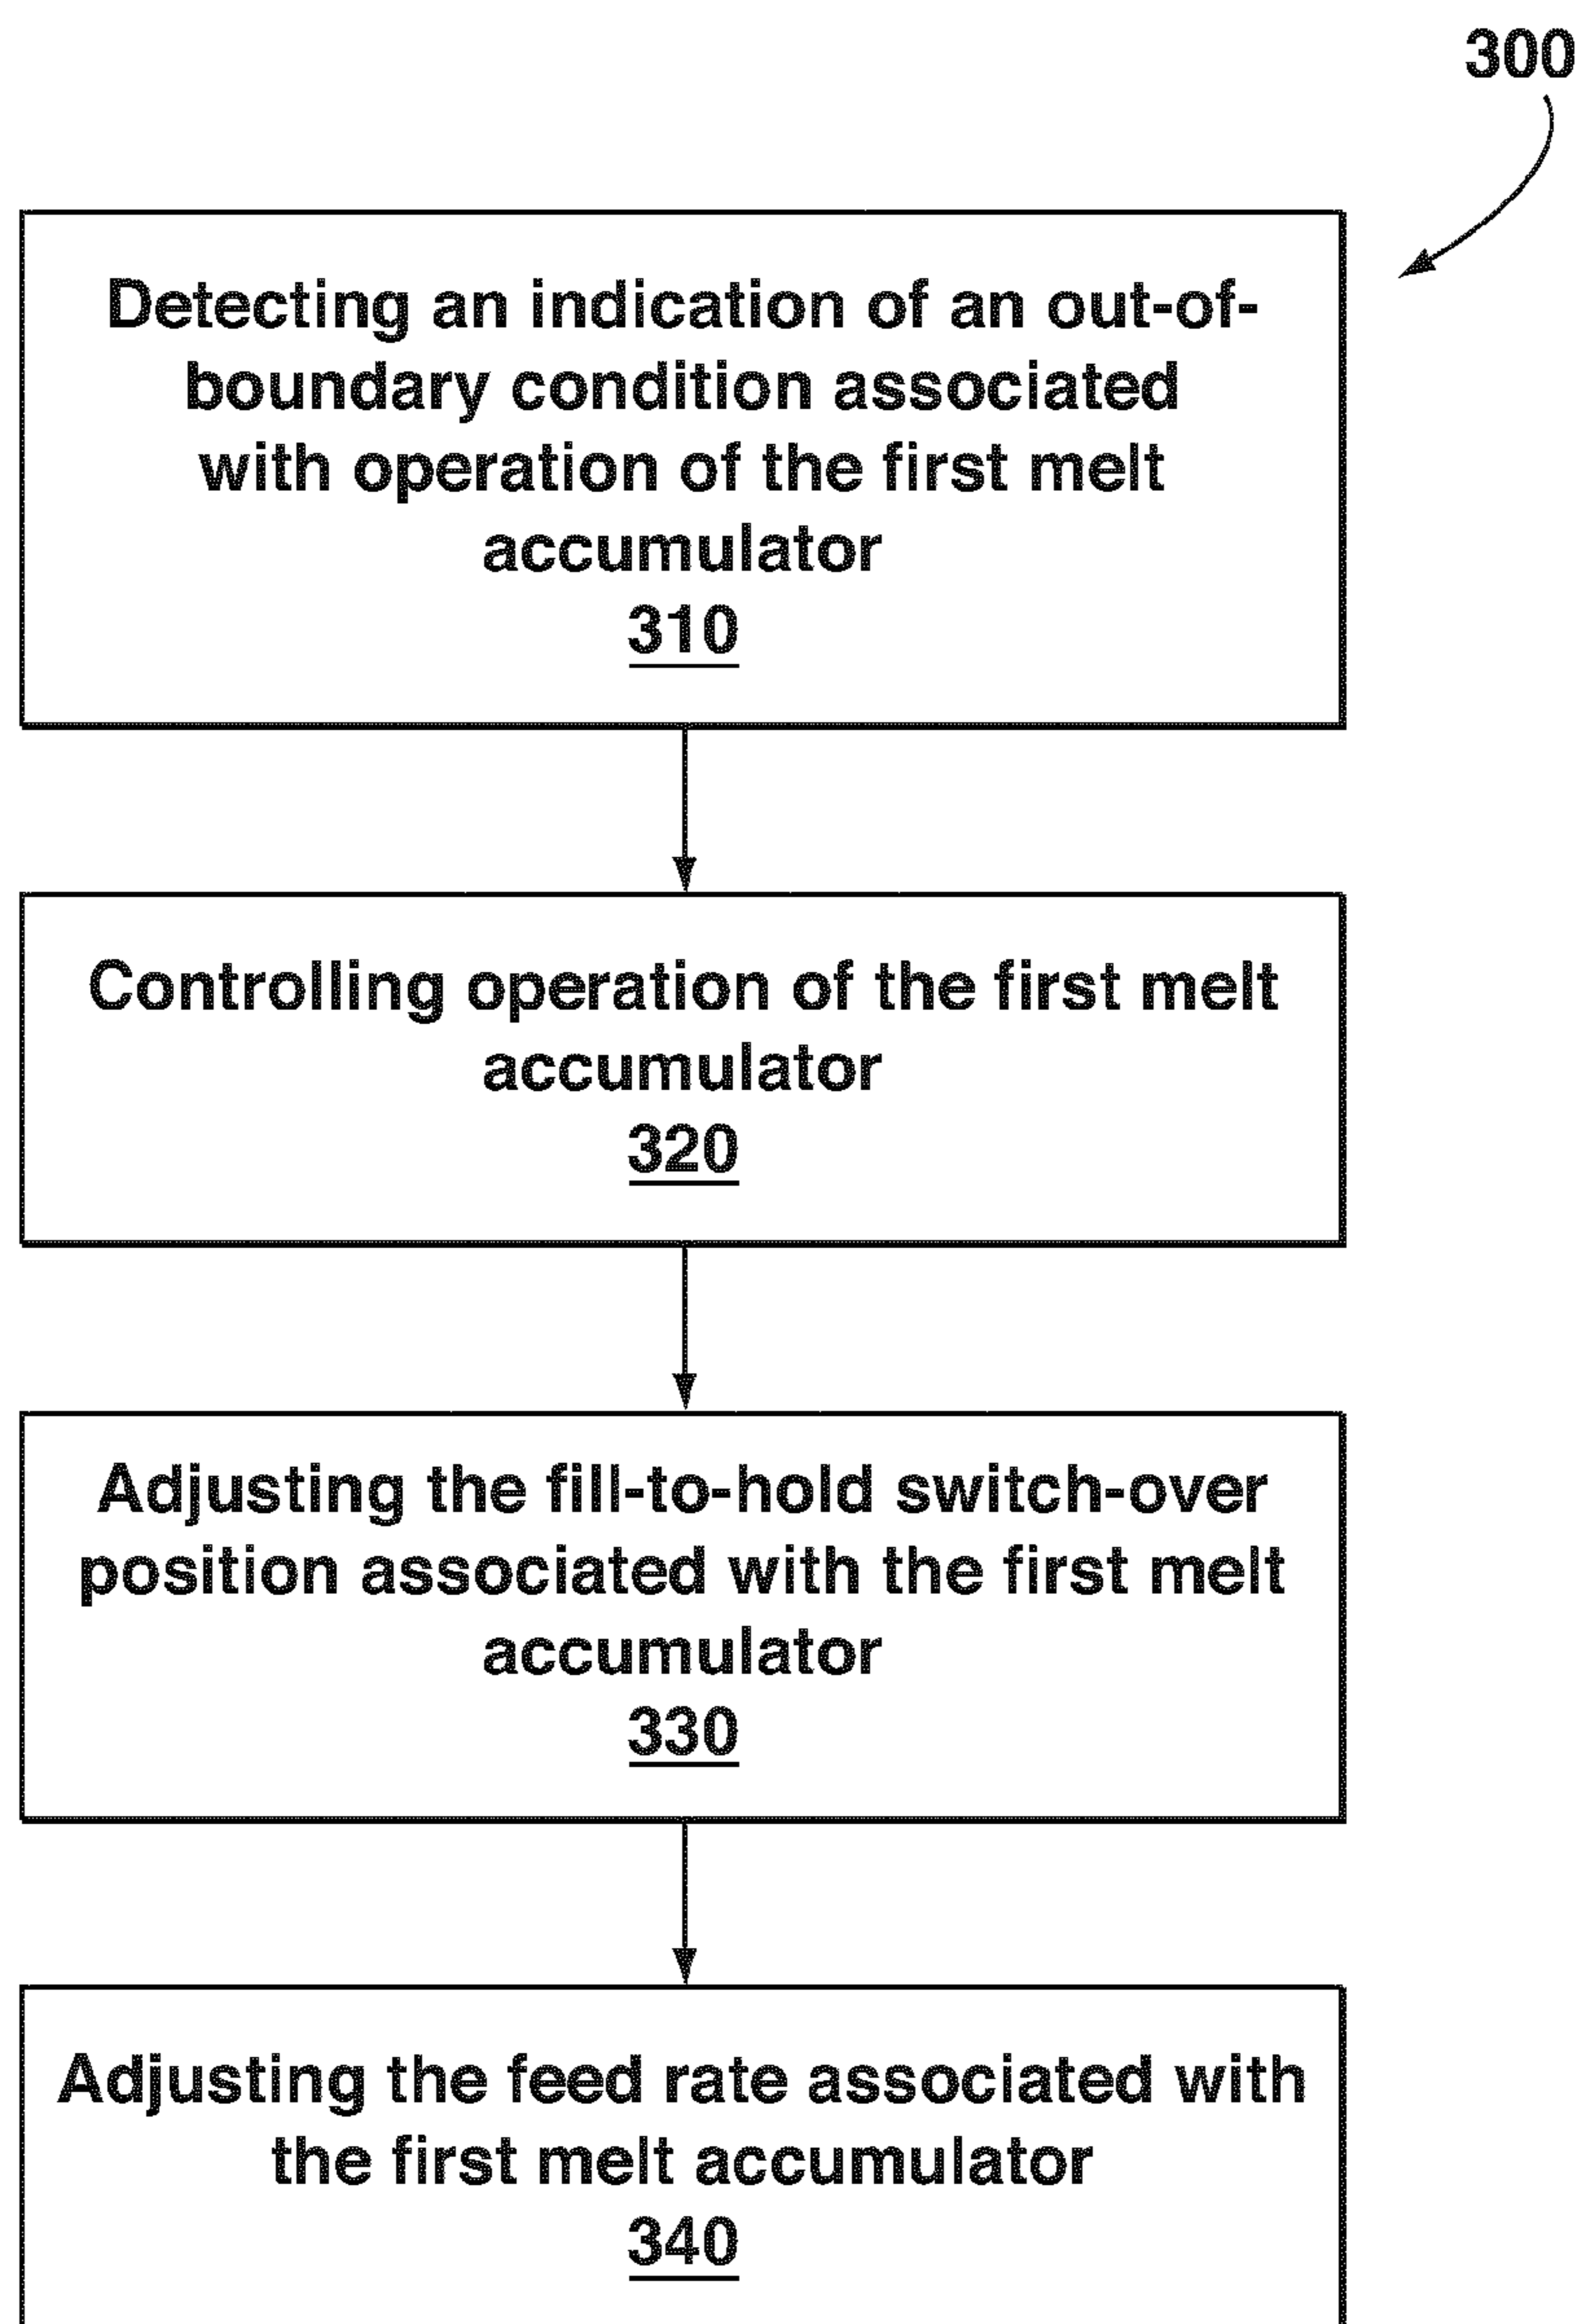 300
Detecting an indication of an out-of-
boundary condition associated
with operation of the first melt
accumulator
310
Controlling operation of the first melt
accumulator
320
Adjusting the fill-to-hold switch-over
position associated with the first melt
accumulator
330
Adjusting the feed rate associated with
the first melt accumulator
340